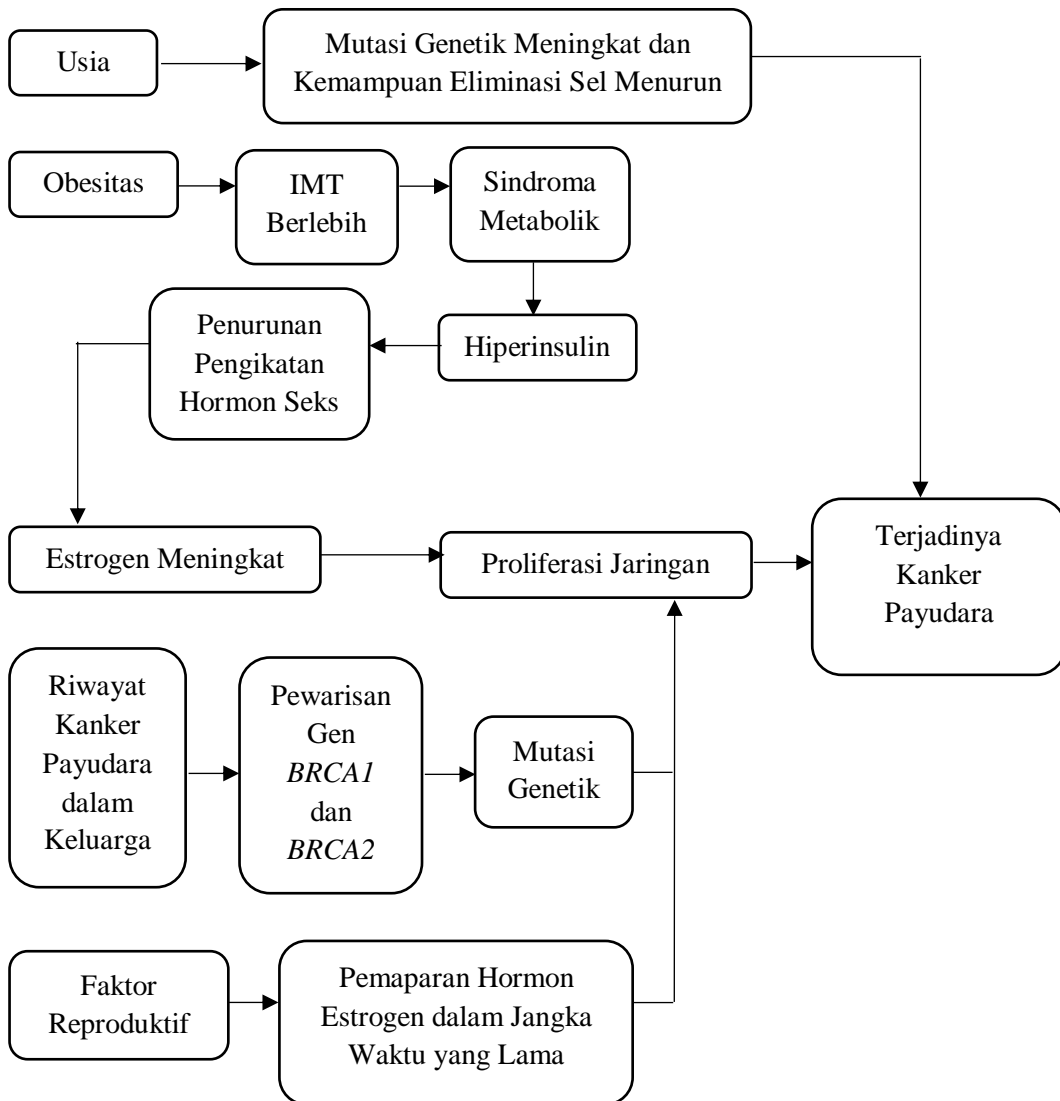 Usia
Mutasi Genetik Meningkat dan
Kemampuan Eliminasi Sel Menurun
Obesitas
IMT
Berlebih
Sindroma
Metabolik
Penurunan
Pengikatan
Hormon Seks
Hiperinsulin
Estrogen Meningkat
Proliferasi Jaringan
Terjadinya
Kanker
Payudara
Riwayat
Kanker
Payudara
dalam
Keluarga
Pewarisan
Gen
BRCA1
dan
BRCA2
Mutasi
Genetik
Faktor
Reproduktif
Pemaparan Hormon
Estrogen dalam Jangka
Waktu yang Lama